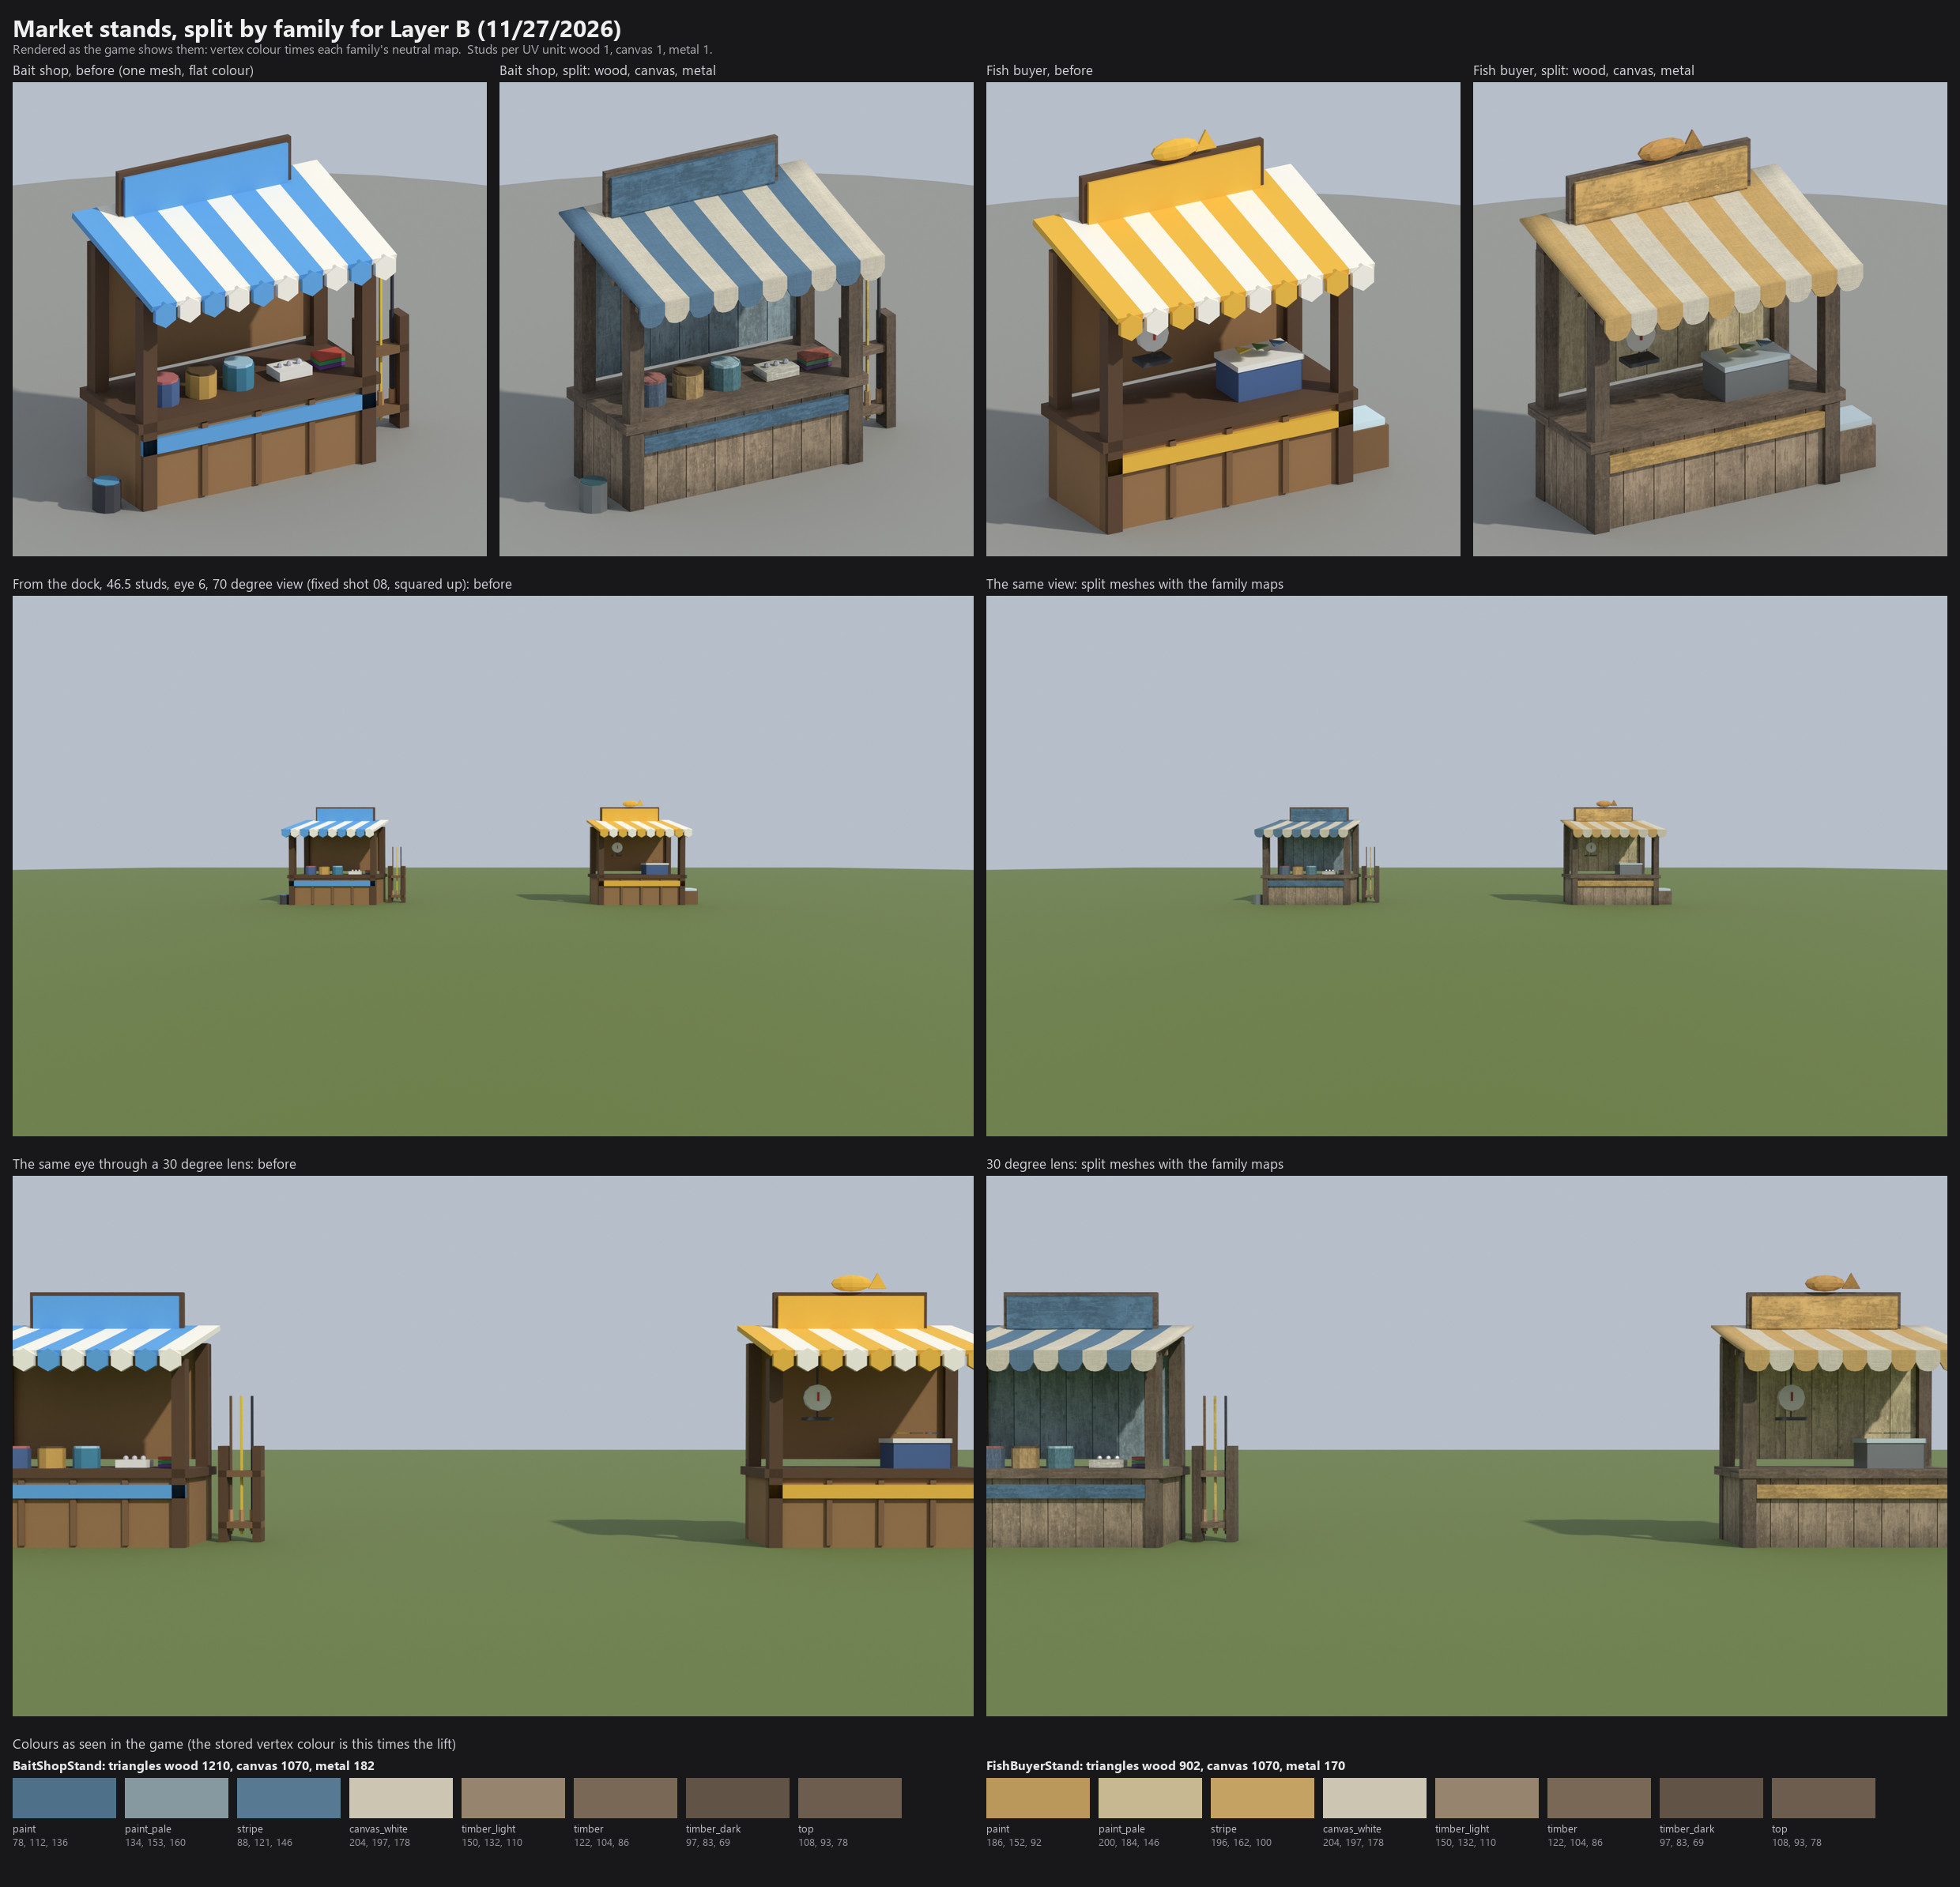 Market stands, split by family for Layer B (11/27/2026)
Rendered as the game shows them: vertex colour times each family's neutral map.  Studs per UV unit: wood 1, canvas 1, metal 1.
Bait shop, before (one mesh, flat colour)
Bait shop, split: wood, canvas, metal
Fish buyer, before
Fish buyer, split: wood, canvas, metal
From the dock, 46.5 studs, eye 6, 70 degree view (fixed shot 08, squared up): before
The same view: split meshes with the family maps
The same eye through a 30 degree lens: before
30 degree lens: split meshes with the family maps
Colours as seen in the game (the stored vertex colour is this times the lift)
BaitShopStand: triangles wood 1210, canvas 1070, metal 182
paint
78, 112, 136
paint_pale
134, 153, 160
stripe
88, 121, 146
canvas_white
204, 197, 178
timber_light
150, 132, 110
timber
122, 104, 86
timber_dark
97, 83, 69
top
108, 93, 78
FishBuyerStand: triangles wood 902, canvas 1070, metal 170
paint
186, 152, 92
paint_pale
200, 184, 146
stripe
196, 162, 100
canvas_white
204, 197, 178
timber_light
150, 132, 110
timber
122, 104, 86
timber_dark
97, 83, 69
top
108, 93, 78